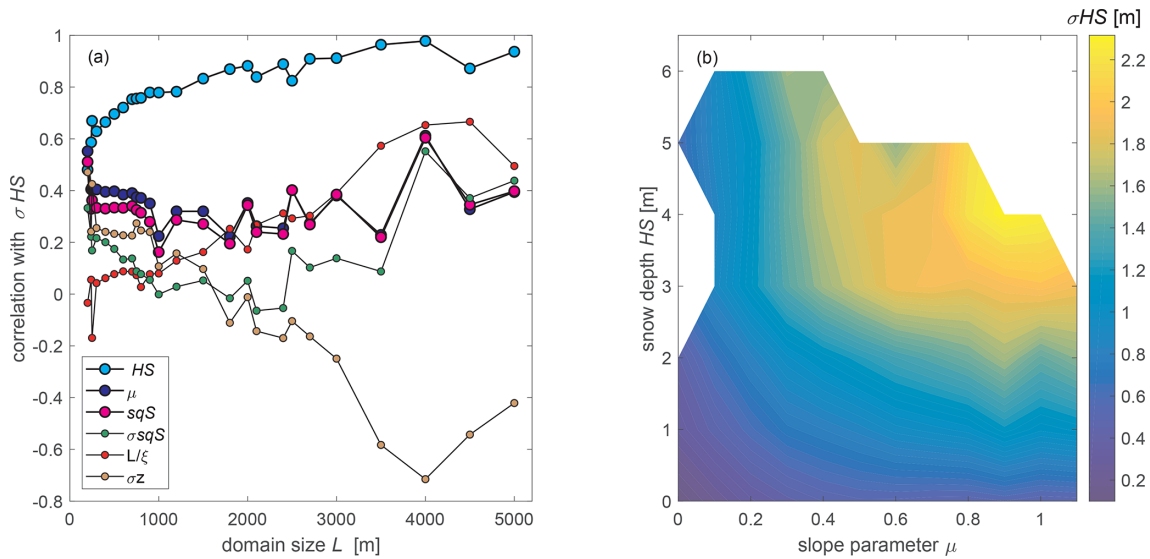 (a)
correlation with σ HS
1
0.8
0.6
0.4
0.2
0
-0.2
-0.4
-0.6
-0.8
HS
μ
sqS
σsqS
L/ξ
σz
0 1000 2000 3000 4000 5000
domain size L [m]
σHS [m]
(b)
snow depth HS [m]
6
5
4
3
2
1
0
0 0.2 0.4 0.6 0.8 1
slope parameter μ
2.2
2
1.8
1.6
1.4
1.2
1
0.8
0.6
0.4
0.2